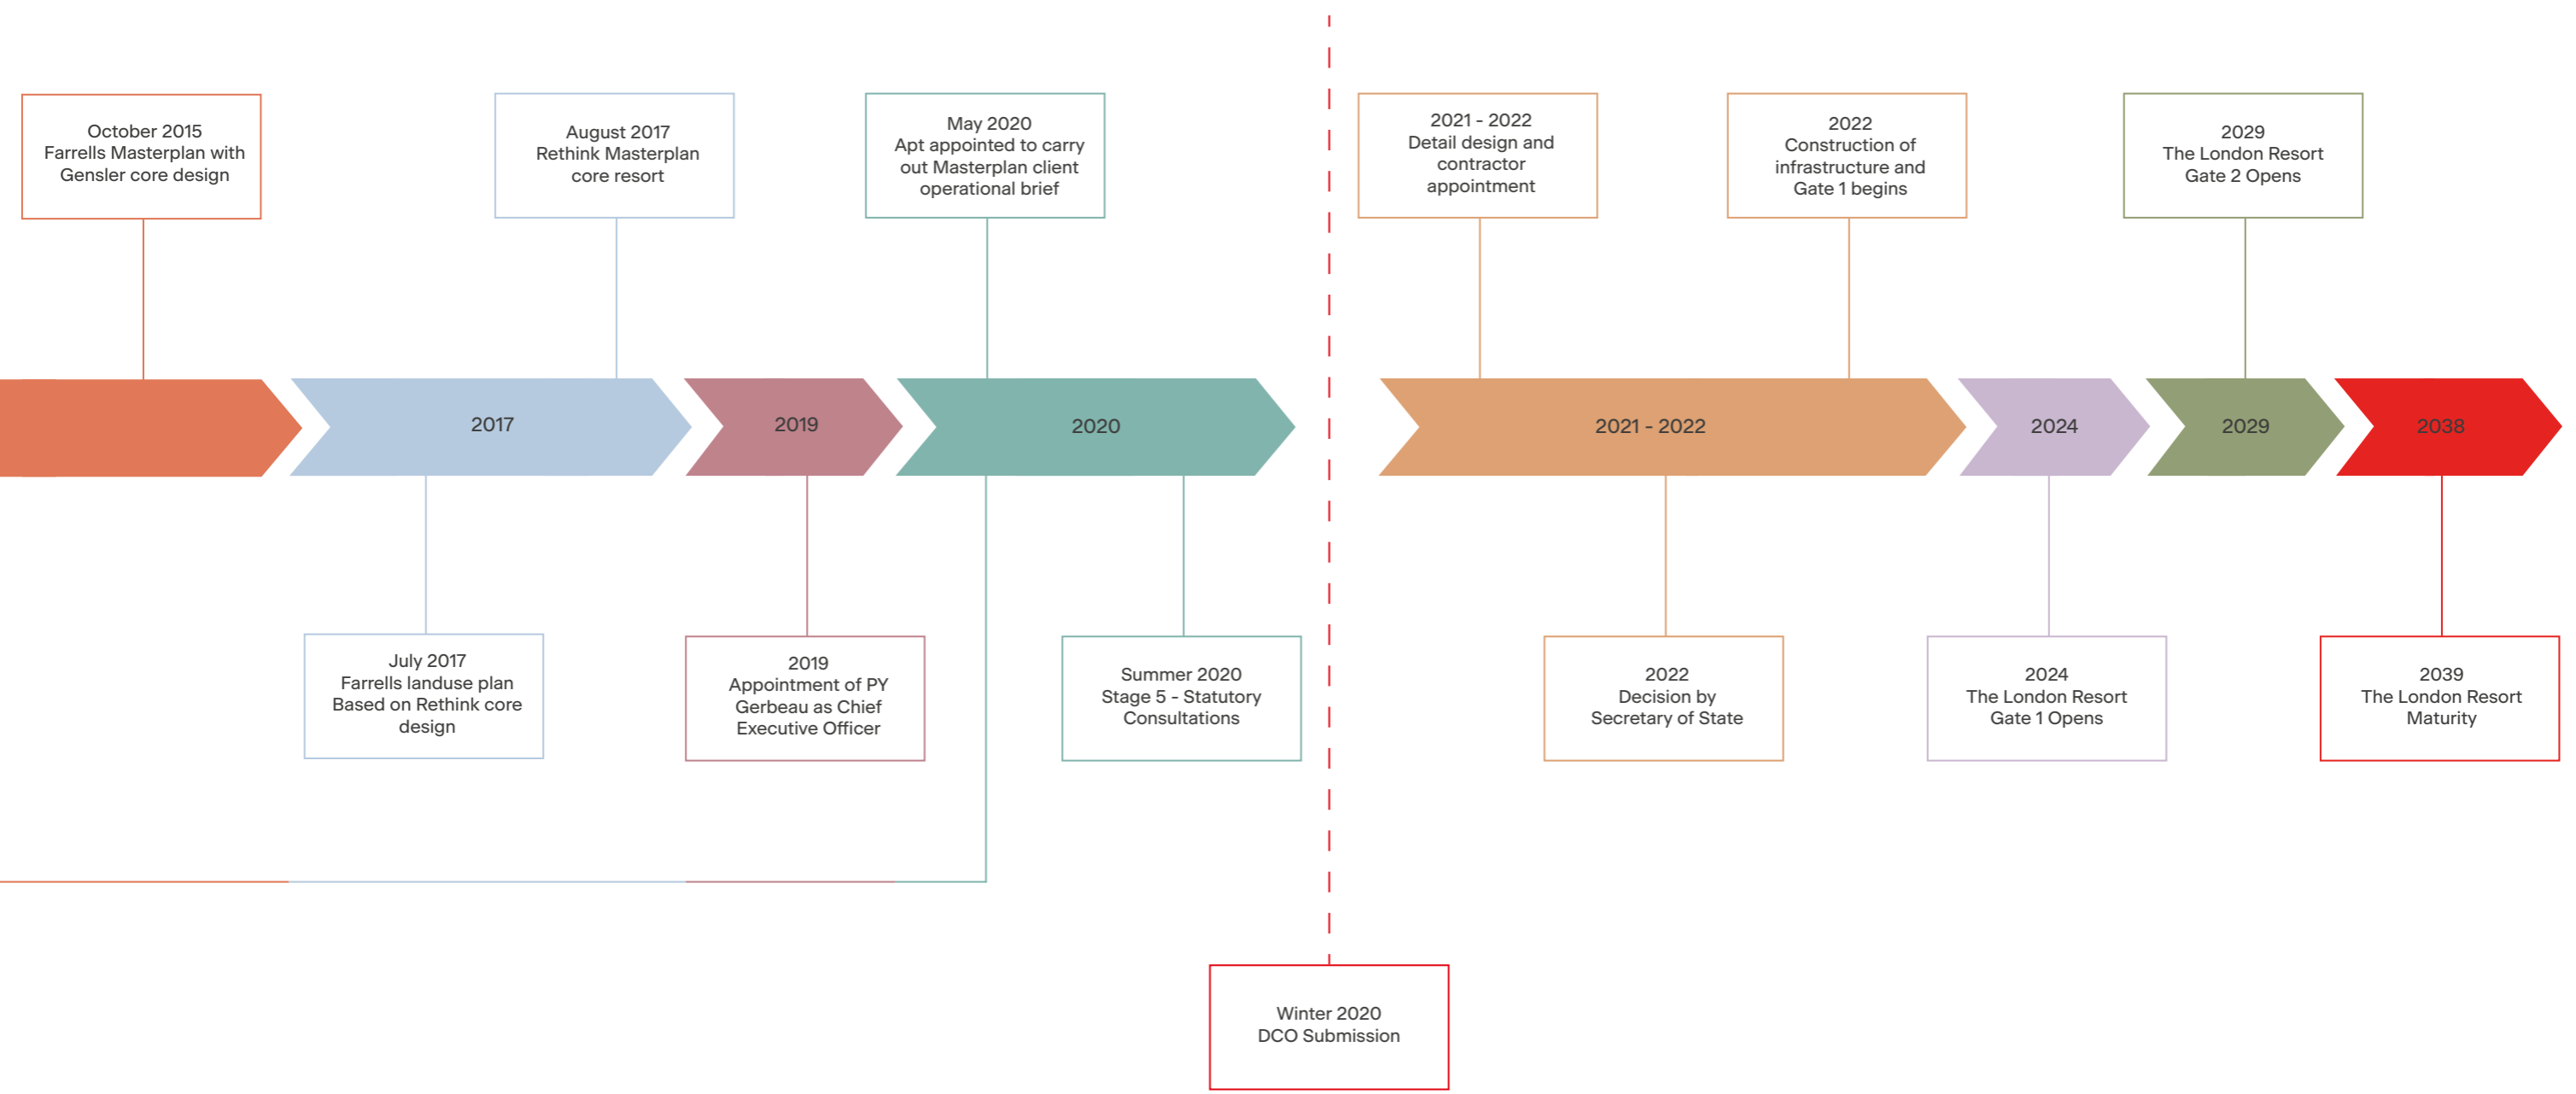 October 2015
Farrells Masterplan with
Gensler core design
August 2017
Rethink Masterplan
core resort
May 2020
Apt appointed to carry
out Masterplan client
operational brief
2021 - 2022
Detail design and
contractor
appointment
2022
Construction of
infrastructure and
Gate 1 begins
2029
The London Resort
Gate 2 Opens
2017
2019
2020
2021 - 2022
2024
2029
2038
July 2017
Farrells landuse plan
Based on Rethink core
design
2019
Appointment of PY
Gerbeau as Chief
Executive Officer
Summer 2020
Stage 5 - Statutory
Consultations
2022
Decision by
Secretary of State
2024
The London Resort
Gate 1 Opens
2039
The London Resort
Maturity
Winter 2020
DCO Submission